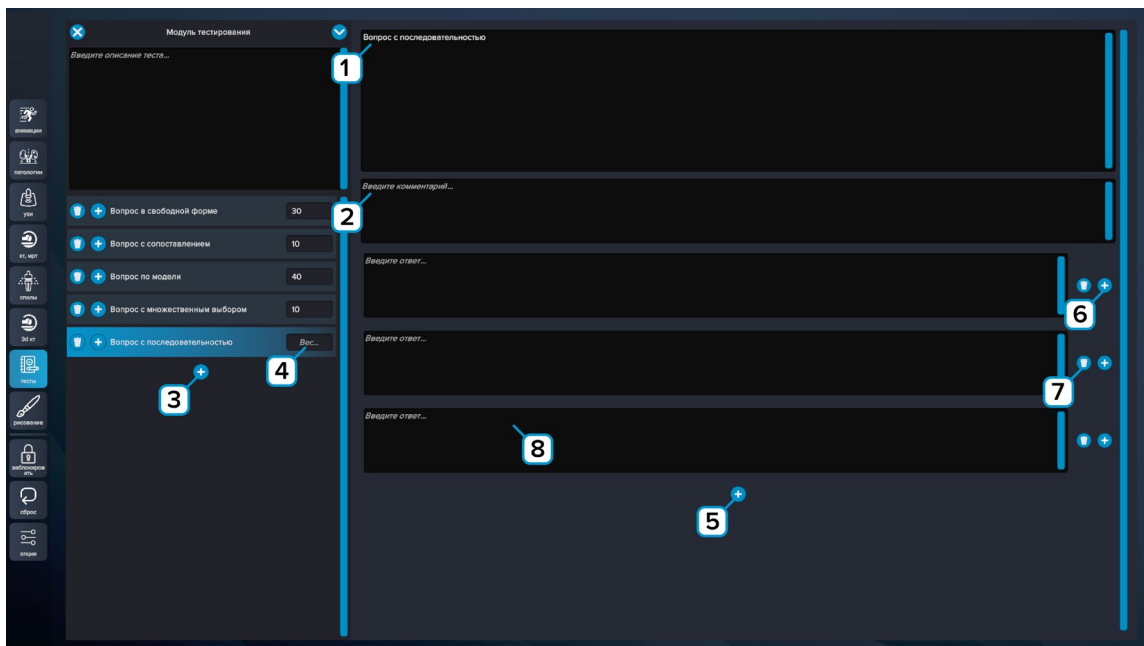 Модуль тестирования
Введите описание теста...
Вопрос с последовательностью
1
анимации
патологии
узи
кт, мрт
спилы
3d кт
тесты
рисование
заблокиров
ать
сброс
опции
Введите комментарий...
2
Вопрос в свободной форме 30
Вопрос с сопоставлением 10
Вопрос по модели 40
Вопрос с множественным выбором 10
Вопрос с последовательностью Вес...
3
4
Введите ответ...
6
Введите ответ...
7
Введите ответ...
8
5